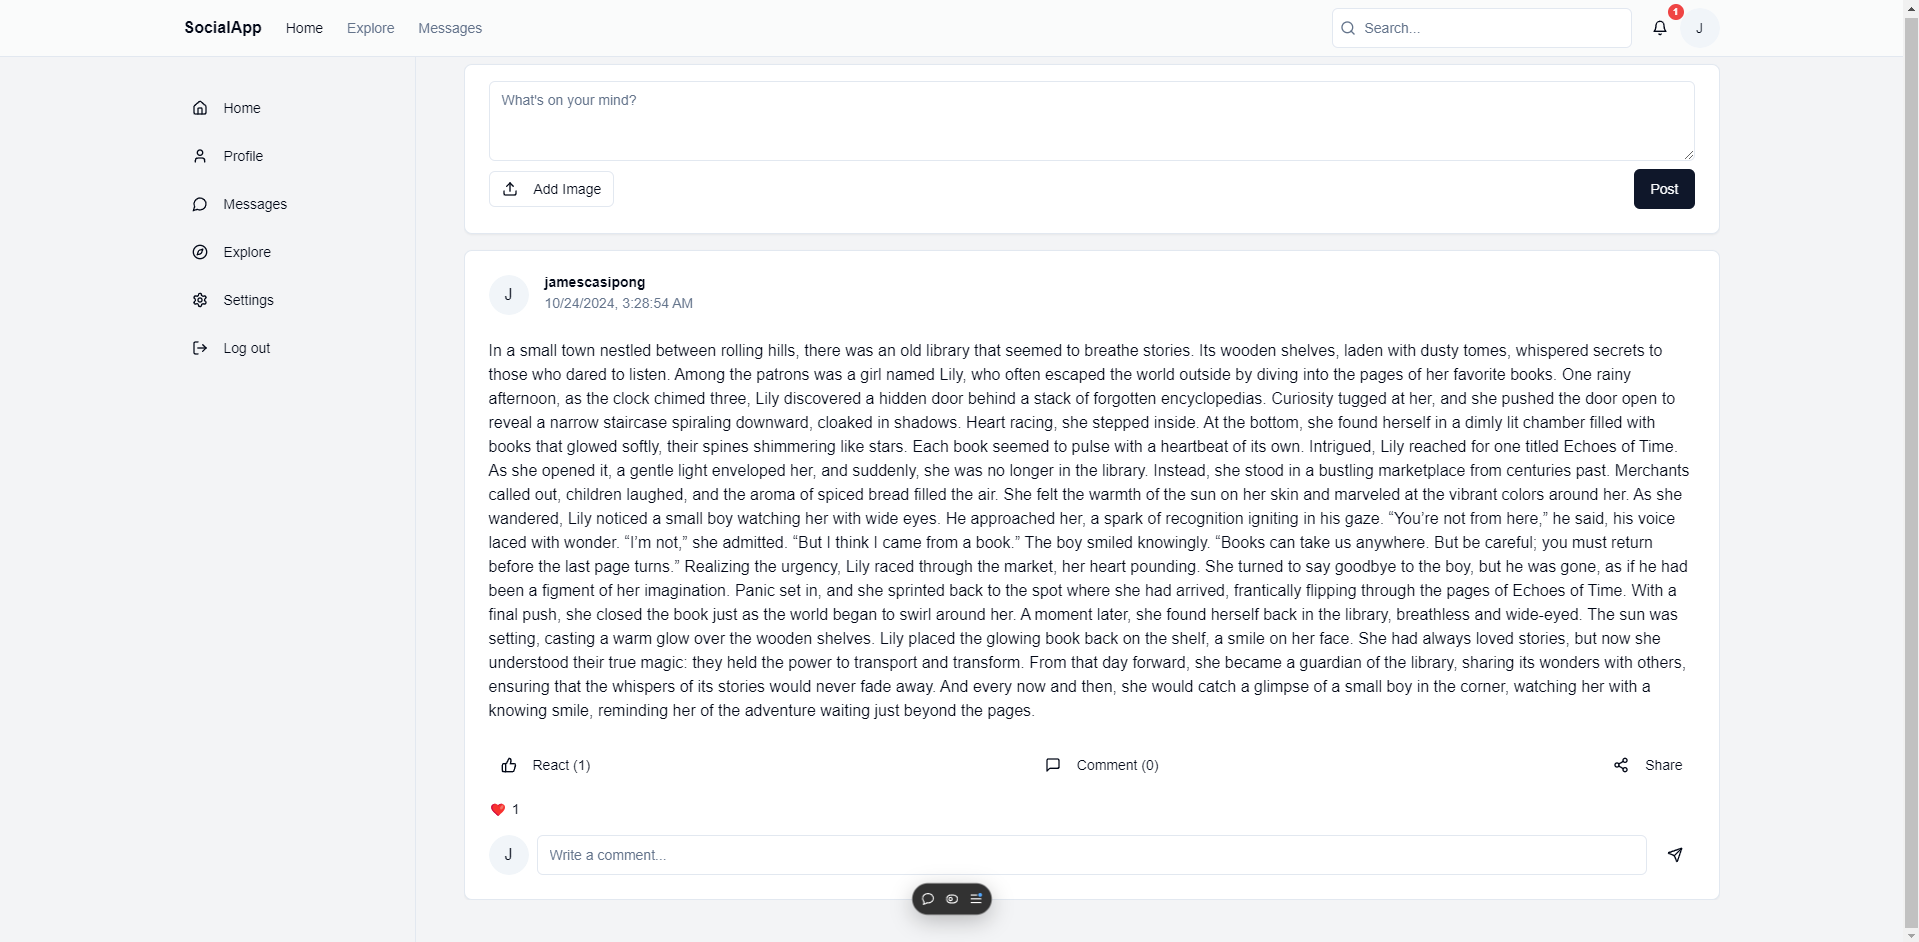 SocialApp Home Explore Messages Search... 1 J
Home
Profile
Messages
Explore
Settings
Log out
What's on your mind?
Add Image Post
J jamescasipong
10/24/2024, 3:28:54 AM
In a small town nestled between rolling hills, there was an old library that seemed to breathe stories. Its wooden shelves, laden with dusty tomes, whispered secrets to
those who dared to listen. Among the patrons was a girl named Lily, who often escaped the world outside by diving into the pages of her favorite books. One rainy
afternoon, as the clock chimed three, Lily discovered a hidden door behind a stack of forgotten encyclopedias. Curiosity tugged at her, and she pushed the door open to
reveal a narrow staircase spiraling downward, cloaked in shadows. Heart racing, she stepped inside. At the bottom, she found herself in a dimly lit chamber filled with
books that glowed softly, their spines shimmering like stars. Each book seemed to pulse with a heartbeat of its own. Intrigued, Lily reached for one titled Echoes of Time.
As she opened it, a gentle light enveloped her, and suddenly, she was no longer in the library. Instead, she stood in a bustling marketplace from centuries past. Merchants
called out, children laughed, and the aroma of spiced bread filled the air. She felt the warmth of the sun on her skin and marveled at the vibrant colors around her. As she
wandered, Lily noticed a small boy watching her with wide eyes. He approached her, a spark of recognition igniting in his gaze. “You’re not from here,” he said, his voice
laced with wonder. “I’m not,” she admitted. “But I think I came from a book.” The boy smiled knowingly. “Books can take us anywhere. But be careful; you must return
before the last page turns.” Realizing the urgency, Lily raced through the market, her heart pounding. She turned to say goodbye to the boy, but he was gone, as if he had
been a figment of her imagination. Panic set in, and she sprinted back to the spot where she had arrived, frantically flipping through the pages of Echoes of Time. With a
final push, she closed the book just as the world began to swirl around her. A moment later, she found herself back in the library, breathless and wide-eyed. The sun was
setting, casting a warm glow over the wooden shelves. Lily placed the glowing book back on the shelf, a smile on her face. She had always loved stories, but now she
understood their true magic: they held the power to transport and transform. From that day forward, she became a guardian of the library, sharing its wonders with others,
ensuring that the whispers of its stories would never fade away. And every now and then, she would catch a glimpse of a small boy in the corner, watching her with a
knowing smile, reminding her of the adventure waiting just beyond the pages.
React (1) Comment (0) Share
1
J Write a comment...